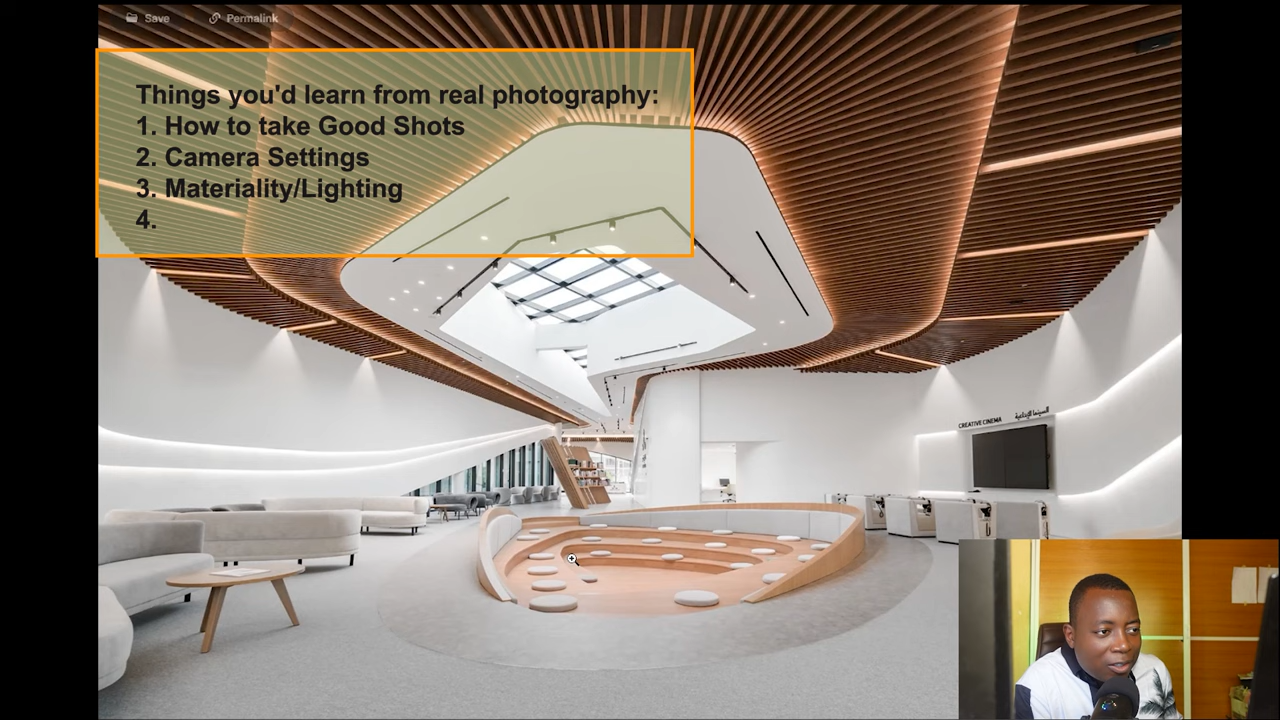 Save
Permalink
Things you'd learn from real photography:
1. How to take Good Shots
2. Camera Settings
3. Materiality/Lighting
4.
CREATIVE CINEMA
السينما الإبداعية